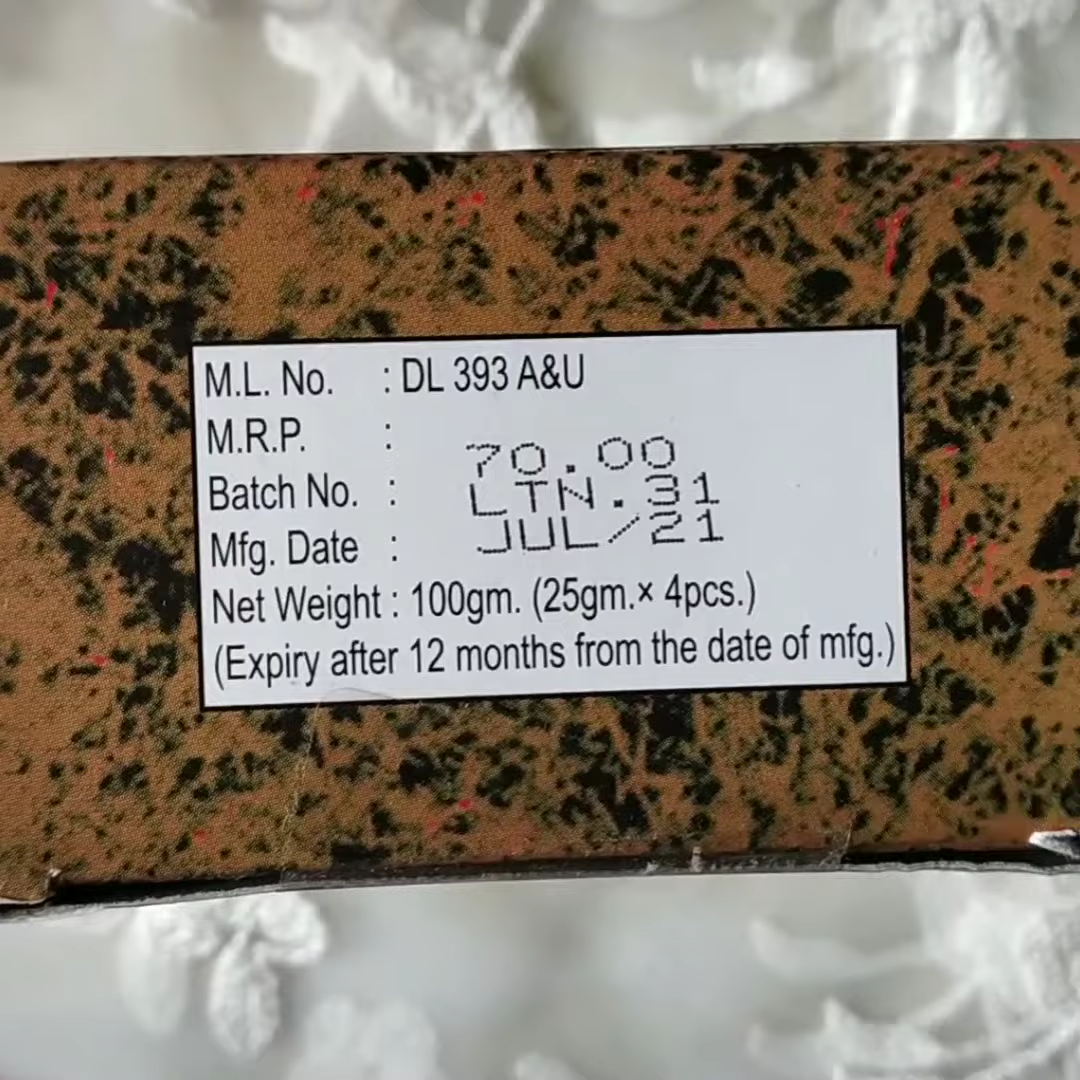 M.L. No. : DL 393 A&U
M.R.P. : 70.00
Batch No. : LTN.31
Mfg. Date : JUL/21
Net Weight : 100gm. (25gm.× 4pcs.)
(Expiry after 12 months from the date of mfg.)